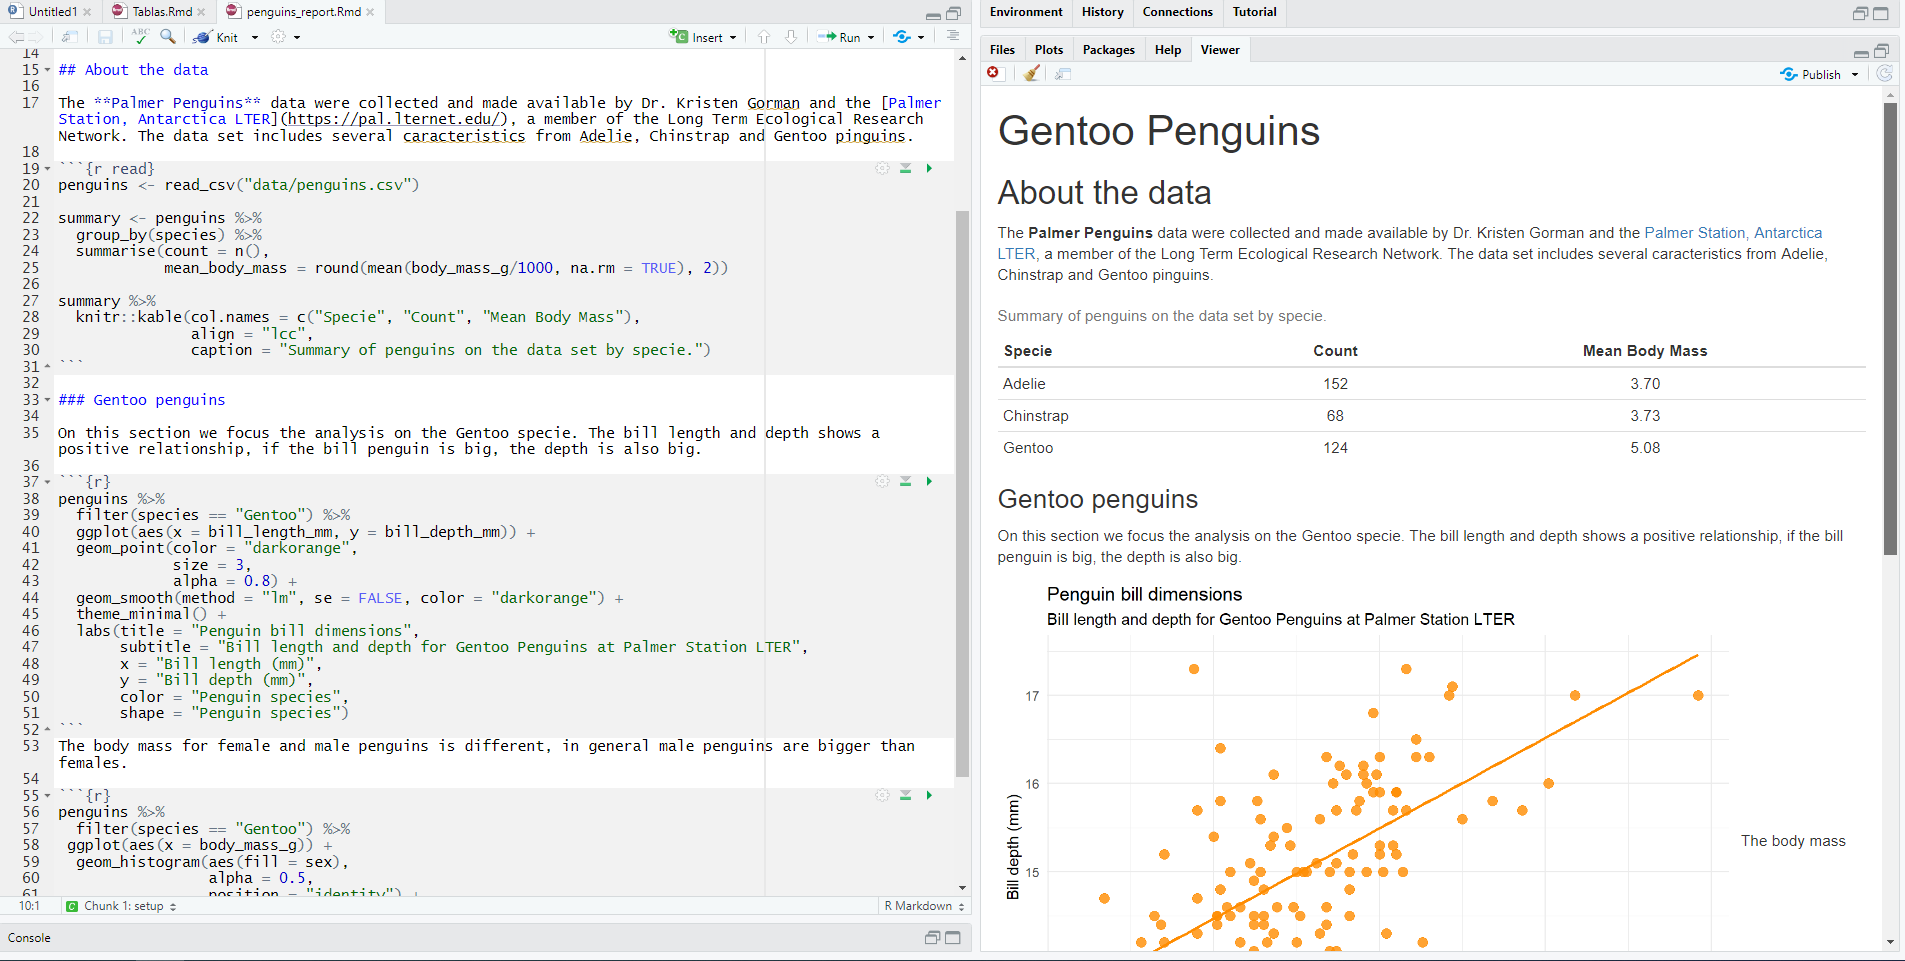 Untitled1 Tablas.Rmd penguins_report.Rmd
ABC Knit Insert Run
14
15 ## About the data
16
17 The **Palmer Penguins** data were collected and made available by Dr. Kristen Gorman and the [Palmer
Station, Antarctica LTER](https://pal.lternet.edu/), a member of the Long Term Ecological Research
Network. The data set includes several caracteristics from Adelie, Chinstrap and Gentoo pinguins.
18
19 ```{r read}
20 penguins <- read_csv("data/penguins.csv")
21
22 summary <- penguins %>%
23 group_by(species) %>%
24 summarise(count = n(),
25 mean_body_mass = round(mean(body_mass_g/1000, na.rm = TRUE), 2))
26
27 summary %>%
28 knitr::kable(col.names = c("Specie", "Count", "Mean Body Mass"),
29 align = "lcc",
30 caption = "Summary of penguins on the data set by specie.")
31 ```
32
33 ### Gentoo penguins
34
35 On this section we focus the analysis on the Gentoo specie. The bill length and depth shows a
positive relationship, if the bill penguin is big, the depth is also big.
36
37 ```{r}
38 penguins %>%
39 filter(species == "Gentoo") %>%
40 ggplot(aes(x = bill_length_mm, y = bill_depth_mm)) +
41 geom_point(color = "darkorange",
42 size = 3,
43 alpha = 0.8) +
44 geom_smooth(method = "lm", se = FALSE, color = "darkorange") +
45 theme_minimal() +
46 labs(title = "Penguin bill dimensions",
47 subtitle = "Bill length and depth for Gentoo Penguins at Palmer Station LTER",
48 x = "Bill length (mm)",
49 y = "Bill depth (mm)",
50 color = "Penguin species",
51 shape = "Penguin species")
52 ```
53 The body mass for female and male penguins is different, in general male penguins are bigger than
females.
54
55 ```{r}
56 penguins %>%
57 filter(species == "Gentoo") %>%
58 ggplot(aes(x = body_mass_g)) +
59 geom_histogram(aes(fill = sex),
60 alpha = 0.5,
61 position = "identity") +
10:1 C Chunk 1: setup R Markdown
Console
Environment History Connections Tutorial
Files Plots Packages Help Viewer
Publish
Gentoo Penguins
About the data
The Palmer Penguins data were collected and made available by Dr. Kristen Gorman and the Palmer Station, Antarctica
LTER, a member of the Long Term Ecological Research Network. The data set includes several caracteristics from Adelie,
Chinstrap and Gentoo pinguins.
Summary of penguins on the data set by specie.
Specie Count Mean Body Mass
Adelie 152 3.70
Chinstrap 68 3.73
Gentoo 124 5.08
Gentoo penguins
On this section we focus the analysis on the Gentoo specie. The bill length and depth shows a positive relationship, if the bill
penguin is big, the depth is also big.
Penguin bill dimensions
Bill length and depth for Gentoo Penguins at Palmer Station LTER
17
16
15
Bill depth (mm)
The body mass